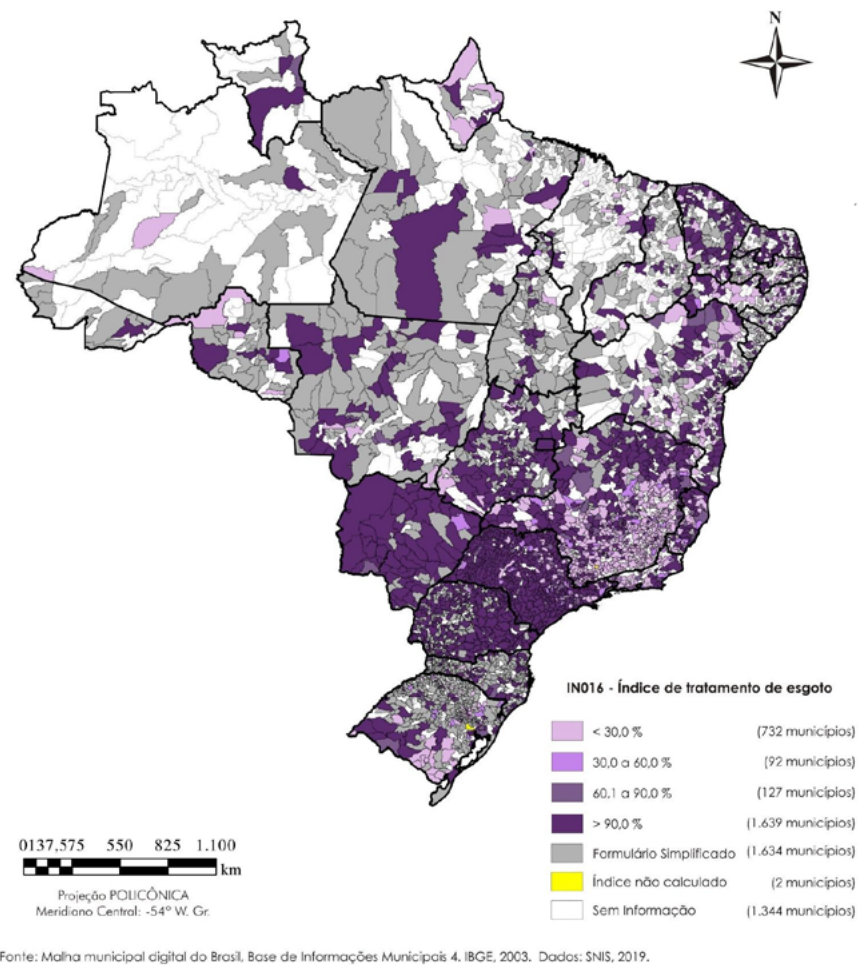 N
IN016 - Índice de tratamento de esgoto
< 30,0 % (732 municípios)
30,0 a 60,0 % (92 municípios)
60,1 a 90,0 % (127 municípios)
> 90,0 % (1.639 municípios)
Formulário Simplificado (1.634 municípios)
Índice não calculado (2 municípios)
Sem Informação (1.344 municípios)
0137,575 550 825 1.100
km
Projeção POLICÔNICA
Meridiano Central: -54º W. Gr.
Fonte: Malha municipal digital do Brasil, Base de Informações Municipais 4. IBGE, 2003. Dados: SNIS, 2019.